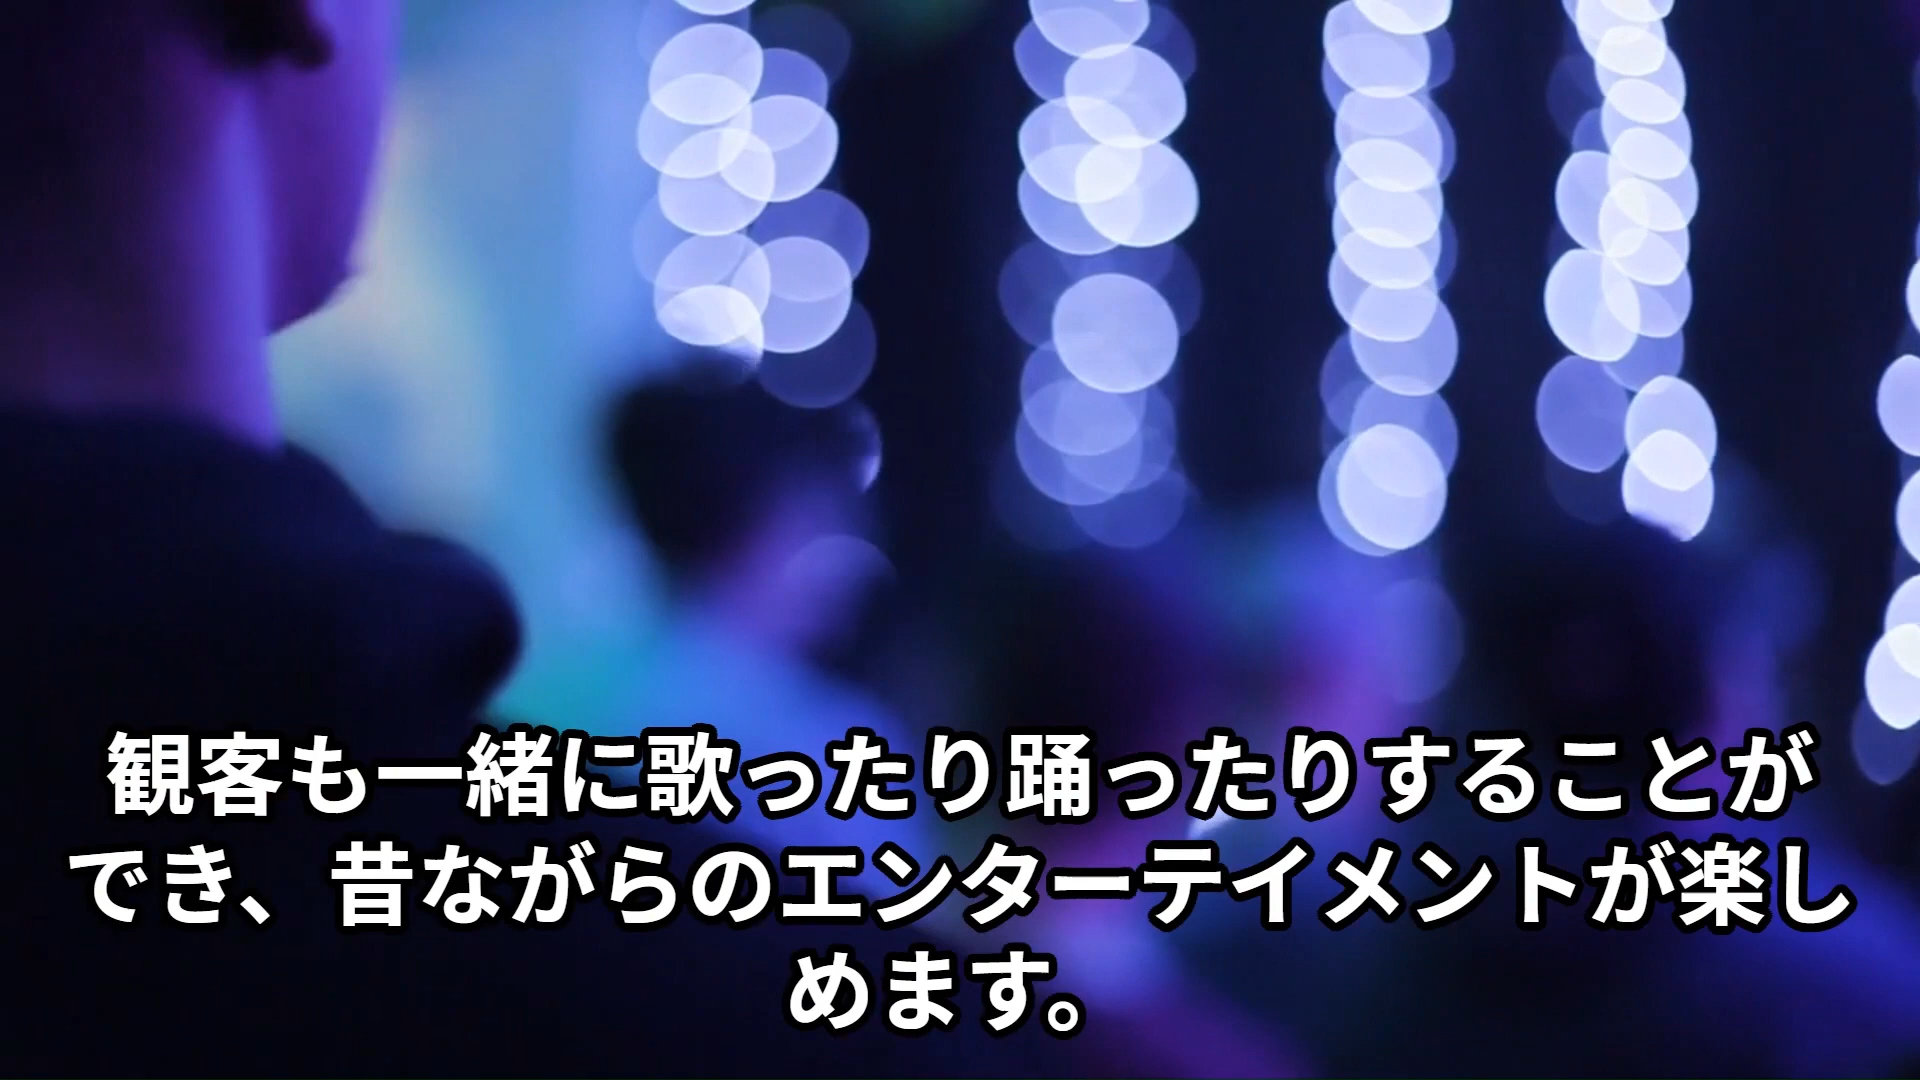 観客も一緒に歌ったり踊ったりすることが
でき、昔ながらのエンターテイメントが楽し
めます。